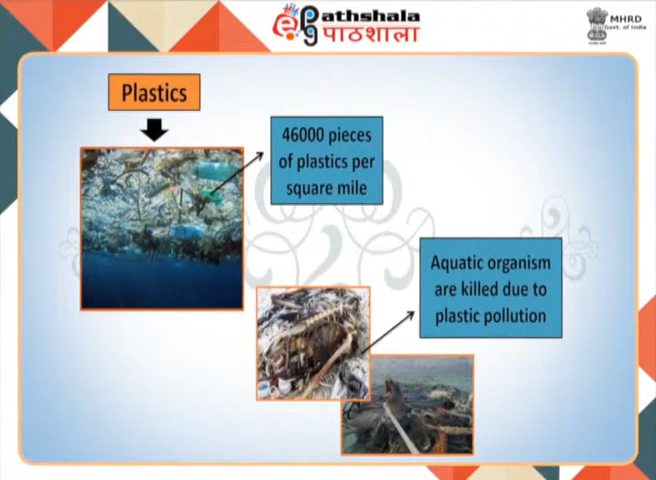 ePathshala
पाठशाला
MHRD
Govt. of India
Plastics
46000 pieces
of plastics per
square mile
Aquatic organism
are killed due to
plastic pollution